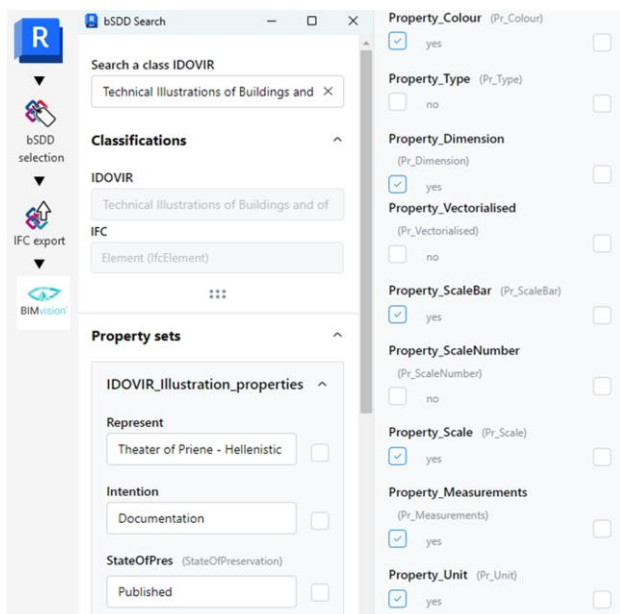 R
bSDD
selection
IFC export
BIMvision
bSDD Search
Search a class IDOVIR
Technical Illustrations of Buildings and
Classifications
IDOVIR
Technical Illustrations of Buildings and of
IFC
Element (IfcElement)
Property sets
IDOVIR_Illustration_properties
Represent
Theater of Priene - Hellenistic
Intention
Documentation
StateOfPres (StateOfPreservation)
Published
Property_Colour (Pr_Colour)
yes
Property_Type (Pr_Type)
no
Property_Dimension
(Pr_Dimension)
yes
Property_Vectorialised
(Pr_Vectorialised)
no
Property_ScaleBar (Pr_ScaleBar)
yes
Property_ScaleNumber
(Pr_ScaleNumber)
no
Property_Scale (Pr_Scale)
yes
Property_Measurements
(Pr_Measurements)
yes
Property_Unit (Pr_Unit)
yes